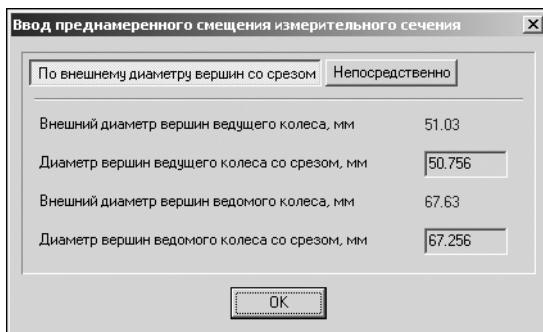 Ввод преднамеренного смещения измерительного сечения
По внешнему диаметру вершин со срезом Непосредственно
Внешний диаметр вершин ведущего колеса, мм 51.03
Диаметр вершин ведущего колеса со срезом, мм 50.756
Внешний диаметр вершин ведомого колеса, мм 67.63
Диаметр вершин ведомого колеса со срезом, мм 67.256
OK